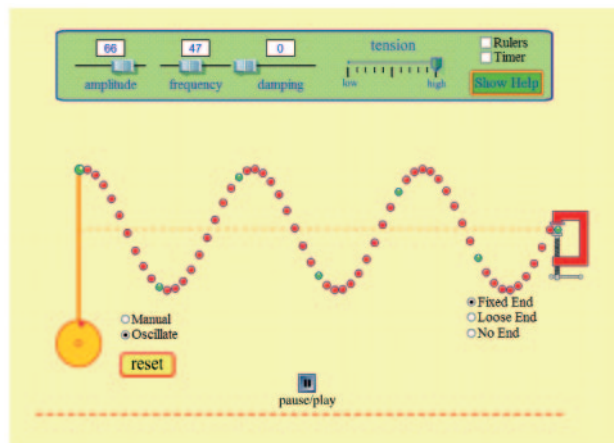 66 47 0
amplitude frequency damping
tension
low high
Rulers
Timer
Show Help
Manual
Oscillate
reset
Fixed End
Loose End
No End
pause/play